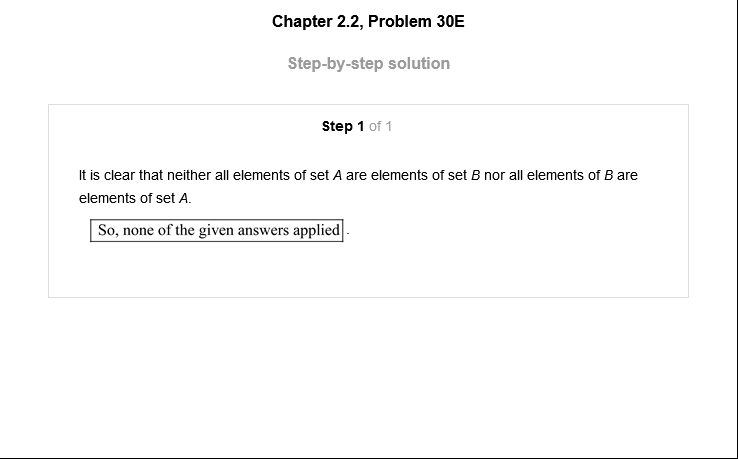 Chapter 2.2, Problem 30E
Step-by-step solution
Step 1 of 1
It is clear that neither all elements of set A are elements of set B nor all elements of B are
elements of set A.
So, none of the given answers applied .